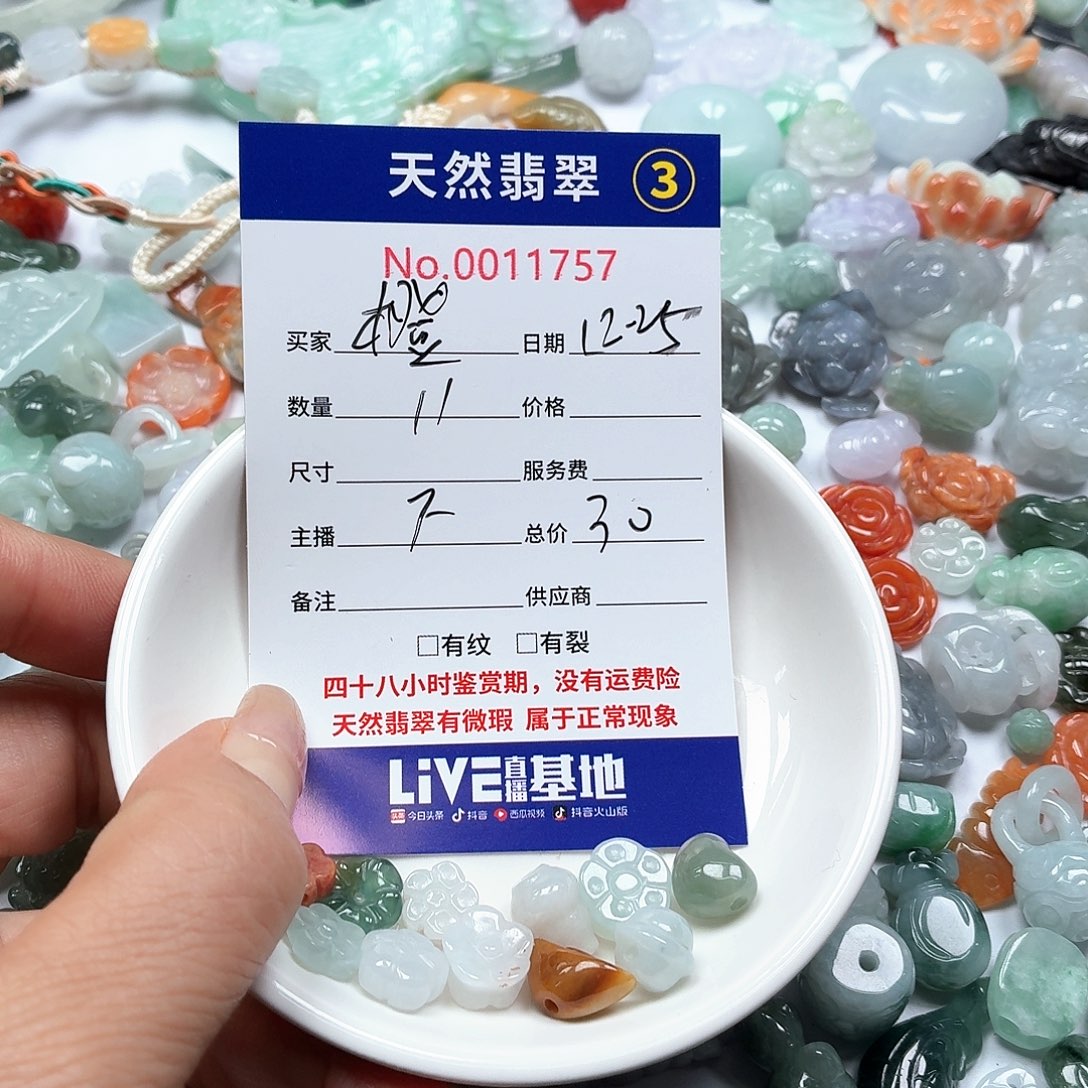 天然翡翠 3
No.0011757
买家 橙 日期 12-25
数量 11 价格
尺寸 服务费
主播 总价 30
备注 供应商
□有纹 □有裂
四十八小时鉴赏期，没有运费险
天然翡翠有微瑕 属于正常现象
LiVE直播基地
头条 今日头条 抖音 西瓜视频 抖音火山版